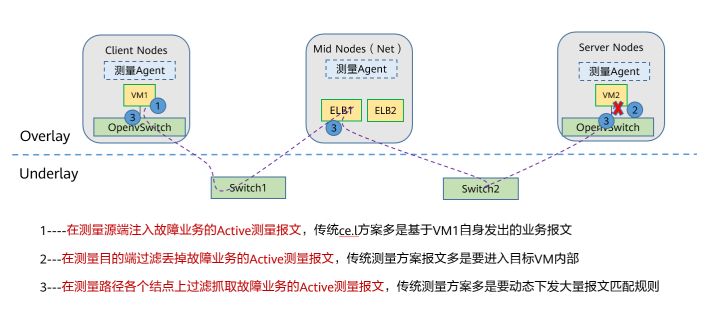 Client Nodes
Mid Nodes（Net）
Server Nodes
测量Agent
测量Agent
测量Agent
VM1
1
3
OpenvSwitch
ELB1
ELB2
3
VM2
2
3
OpenvSwitch
Overlay
Underlay
Switch1
Switch2
1----在测量源端注入故障业务的Active测量报文，传统ce.l方案多是基于VM1自身发出的业务报文
2---在测量目的端过滤丢掉故障业务的Active测量报文，传统测量方案报文多是要进入目标VM内部
3---在测量路径各个结点上过滤抓取故障业务的Active测量报文，传统测量方案多是要动态下发大量报文匹配规则